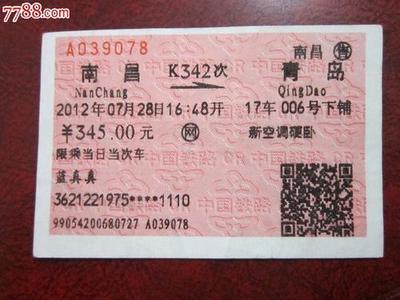 7788.com
A039078
南昌 售
南昌 K342次 青岛
NanChang QingDao
2012年07月28日16:48开 17车 006号下铺
￥345.00元 网 新空调硬卧
限乘当日当次车
蓝真真
3621221975****1110
99054200680727 A039078